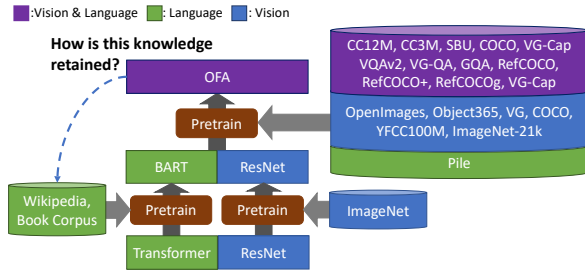 :Vision & Language :Language :Vision
How is this knowledge
retained?
OFA
Pretrain
BART ResNet
Wikipedia,
Book Corpus
Pretrain Pretrain
Transformer ResNet
CC12M, CC3M, SBU, COCO, VG-Cap
VQAv2, VG-QA, GQA, RefCOCO,
RefCOCO+, RefCOCOg, VG-Cap
OpenImages, Object365, VG, COCO,
YFCC100M, ImageNet-21k
Pile
ImageNet